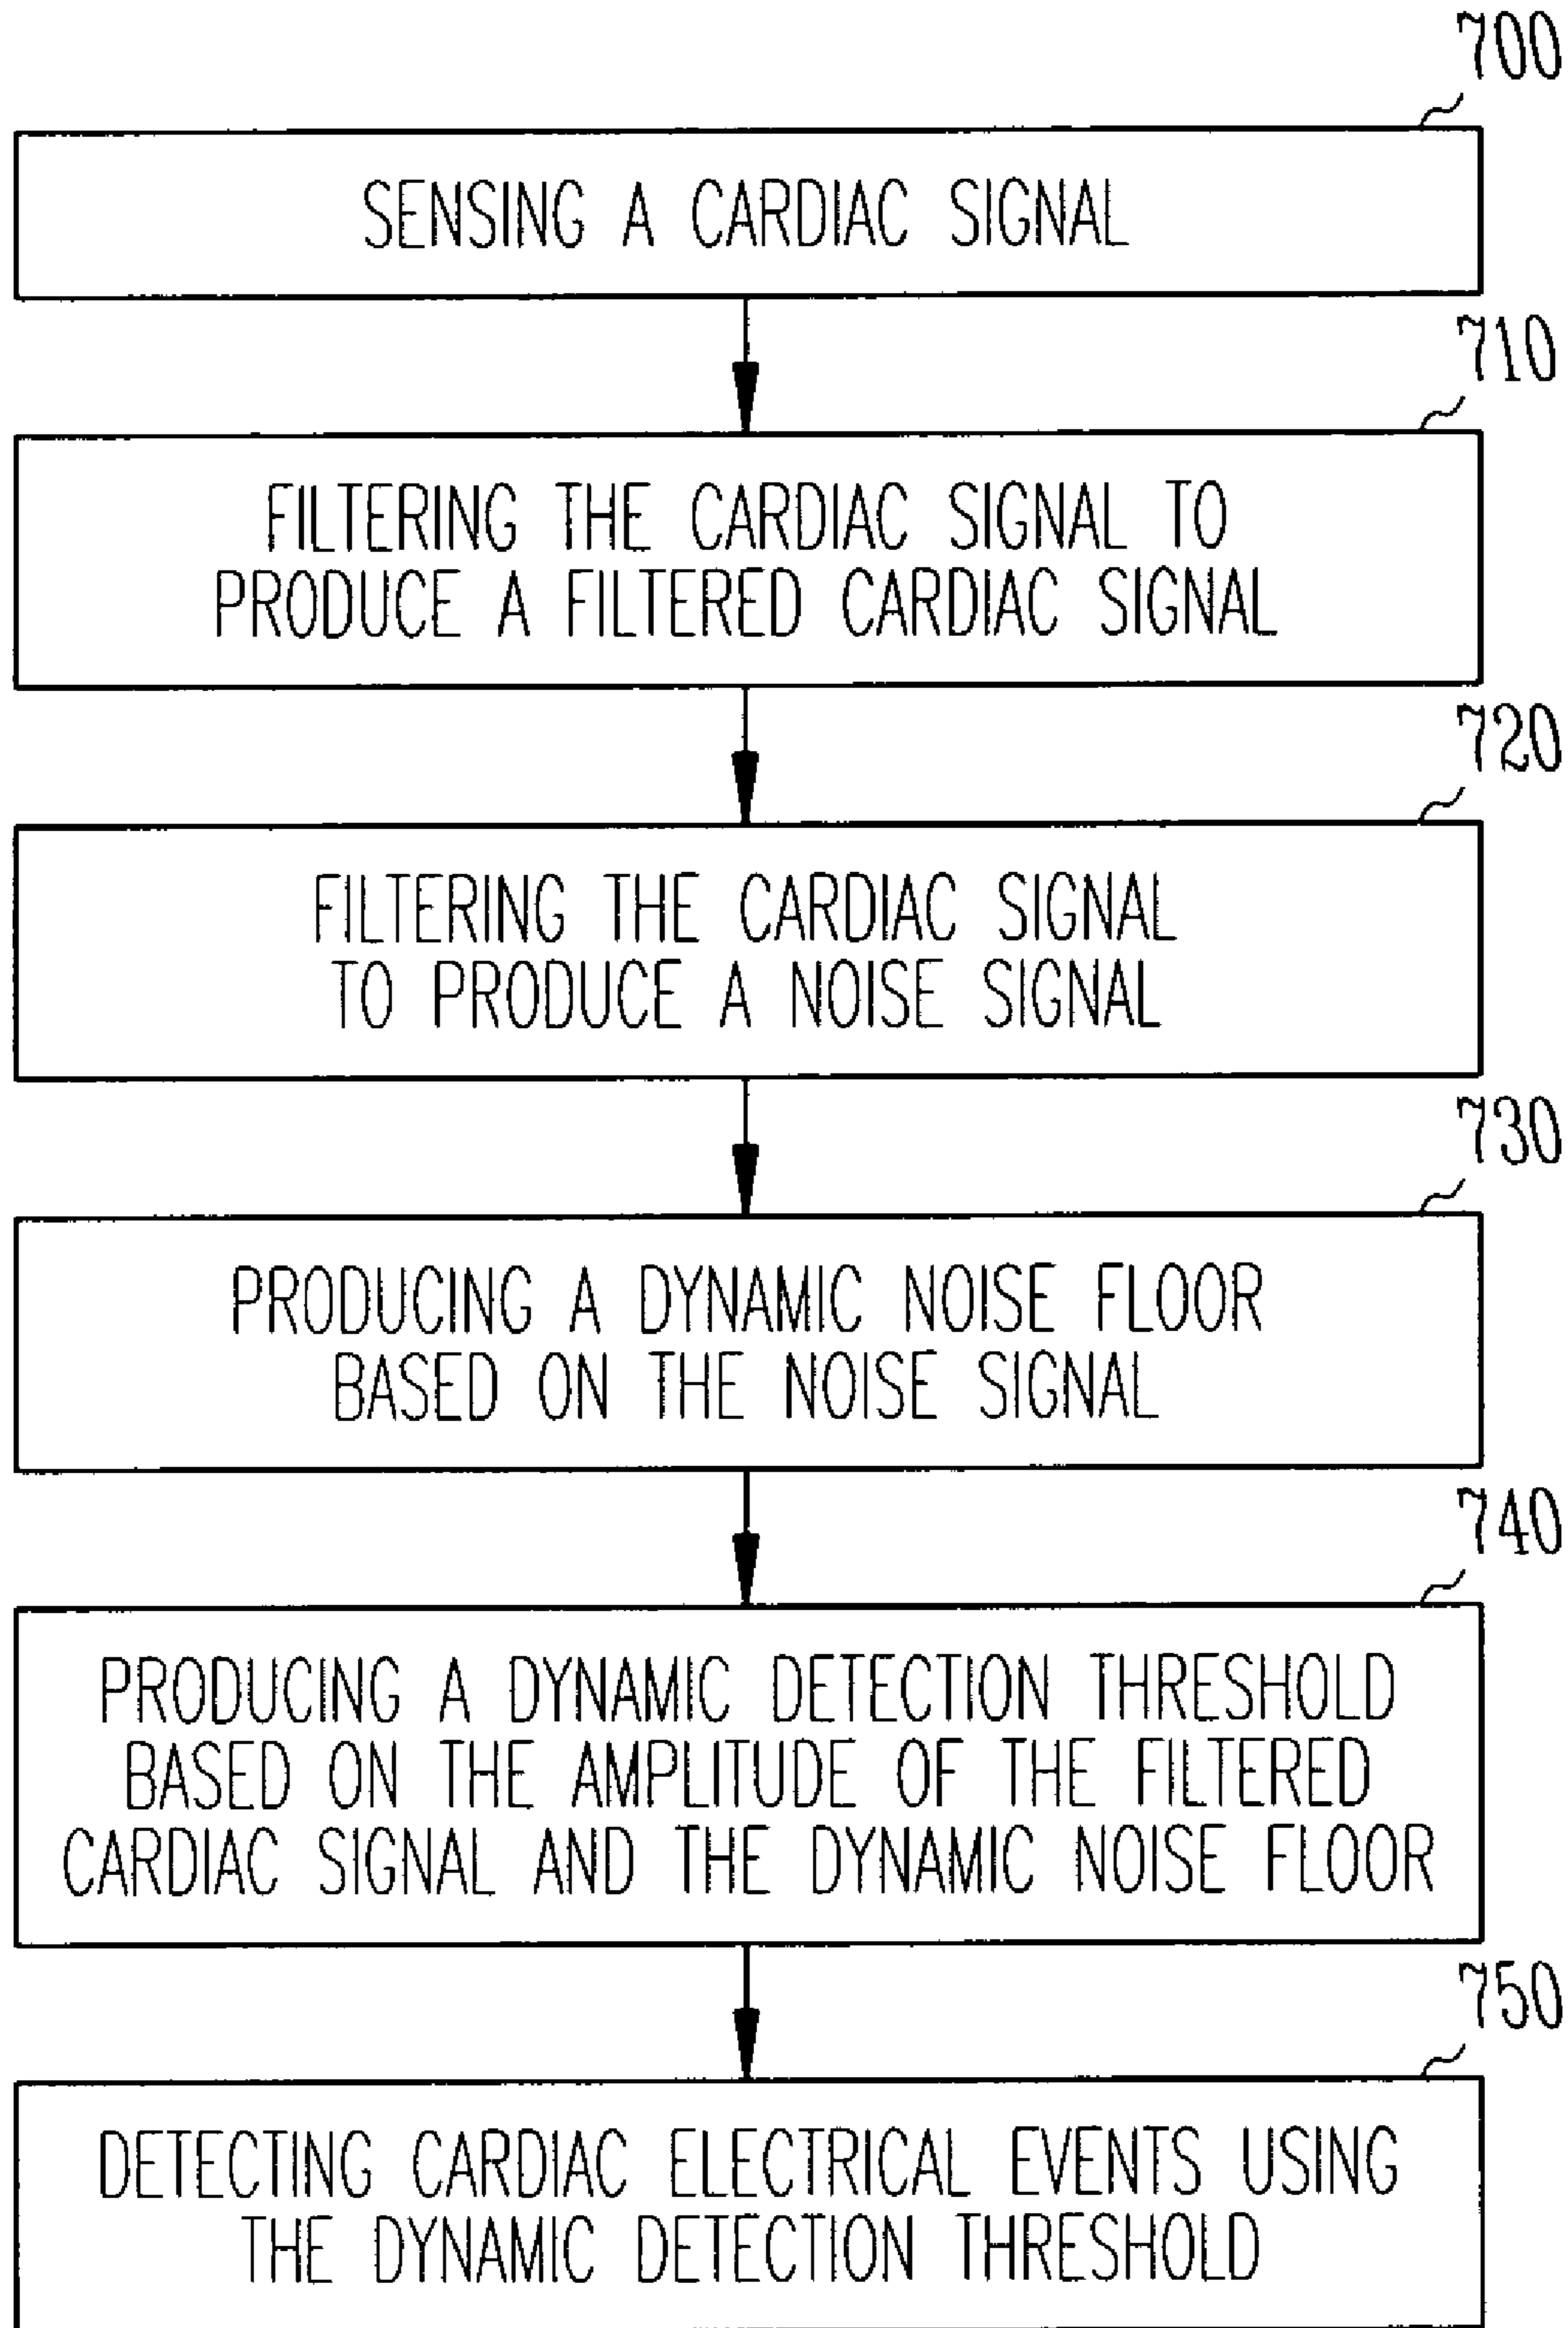 700
SENSING A CARDIAC SIGNAL
710
FILTERING THE CARDIAC SIGNAL TO
PRODUCE A FILTERED CARDIAC SIGNAL
720
FILTERING THE CARDIAC SIGNAL
TO PRODUCE A NOISE SIGNAL
730
PRODUCING A DYNAMIC NOISE FLOOR
BASED ON THE NOISE SIGNAL
740
PRODUCING A DYNAMIC DETECTION THRESHOLD
BASED ON THE AMPLITUDE OF THE FILTERED
CARDIAC SIGNAL AND THE DYNAMIC NOISE FLOOR
750
DETECTING CARDIAC ELECTRICAL EVENTS USING
THE DYNAMIC DETECTION THRESHOLD